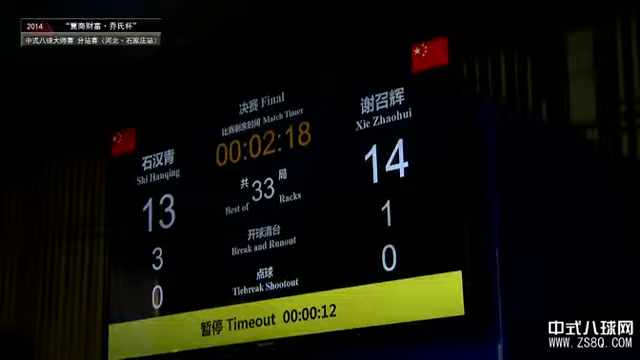 2014 “冀商财富·乔氏杯”
中式八球大师赛 分站赛（河北·石家庄站）
决赛 Final
比赛剩余时间 Match Timer
00:02:18
石汉青
Shi Hanqing
谢召辉
Xie Zhaohui
13
共 33 局
Best of Racks
14
3
开球清台
Break and Runout
1
0
点球
Tiebreak Shootout
0
暂停 Timeout 00:00:12
中式八球网
WWW.ZS8Q.COM